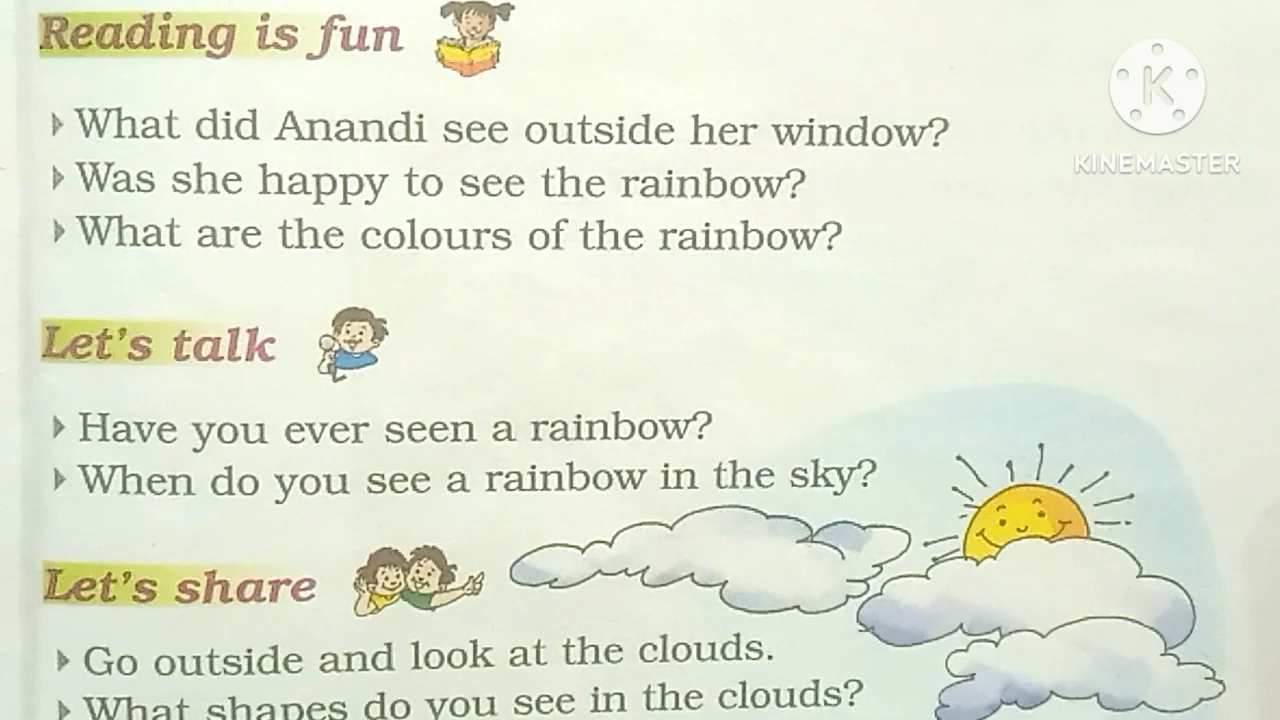 Reading is fun
What did Anandi see outside her window?
Was she happy to see the rainbow?
What are the colours of the rainbow?
Let's talk
Have you ever seen a rainbow?
When do you see a rainbow in the sky?
Let's share
Go outside and look at the clouds.
What shapes do you see in the clouds?
K
KINEMASTER